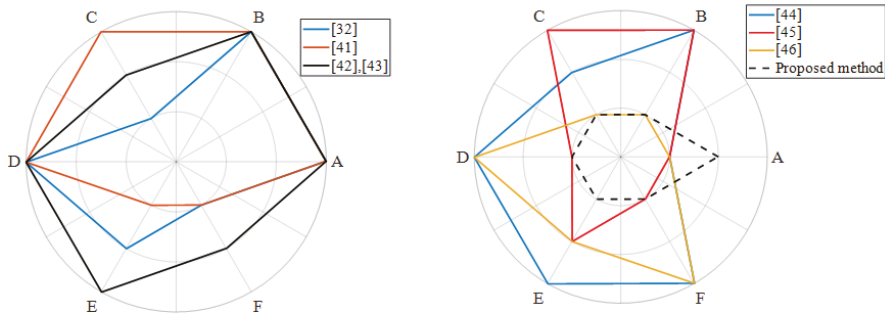 C
B
[32]
[41]
[42],[43]
D
A
E
F
C
B
[44]
[45]
[46]
Proposed method
D
A
E
F